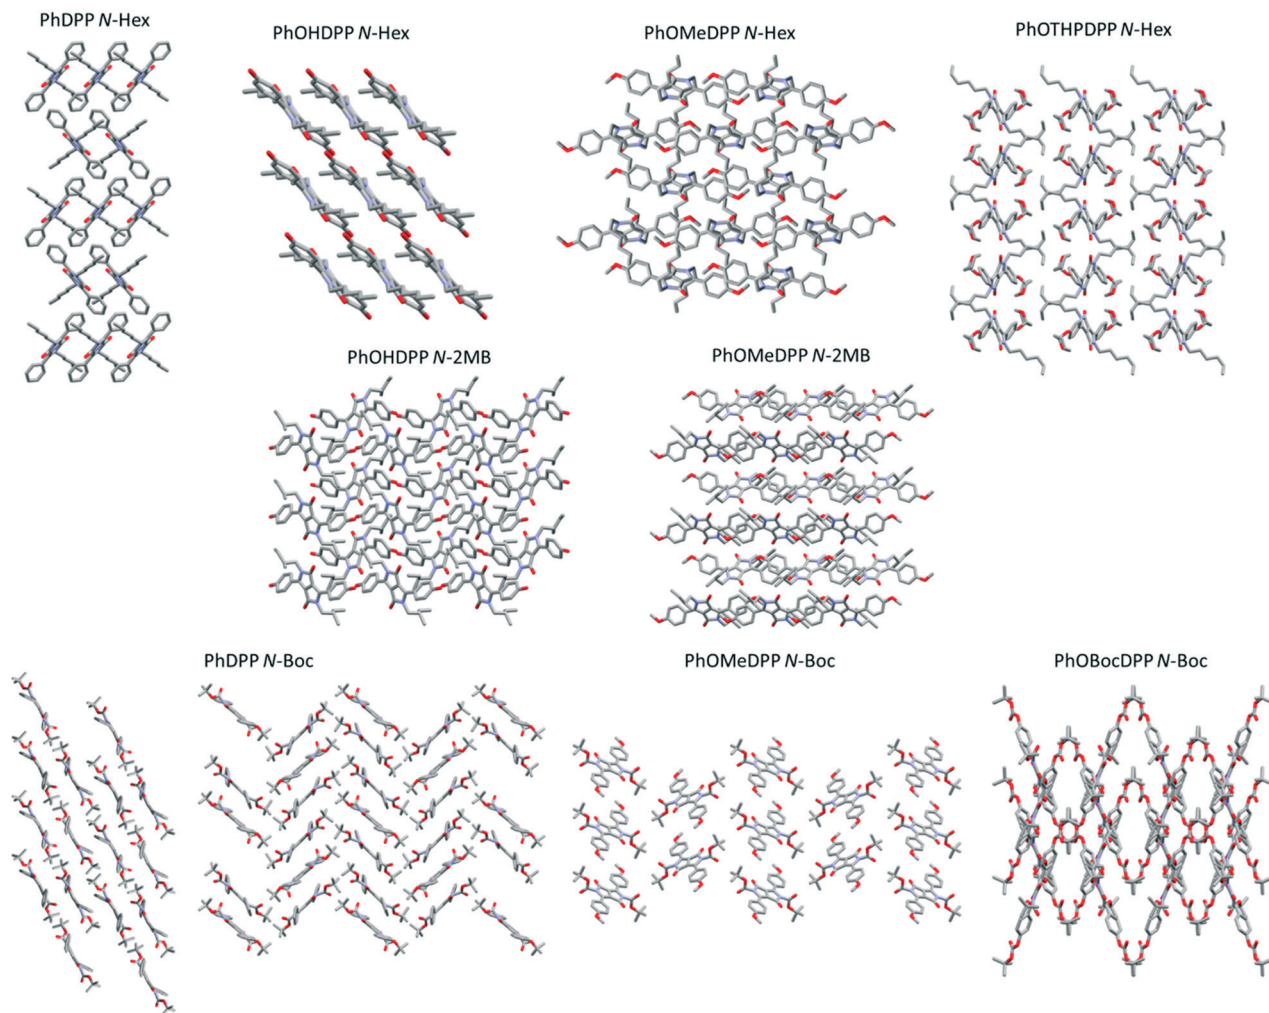 PhDPP N-Hex
PhOHDPP N-Hex
PhOMeDPP N-Hex
PhOTHPDPP N-Hex
PhOHDPP N-2MB
PhOMeDPP N-2MB
PhDPP N-Boc
PhOMeDPP N-Boc
PhOBocDPP N-Boc